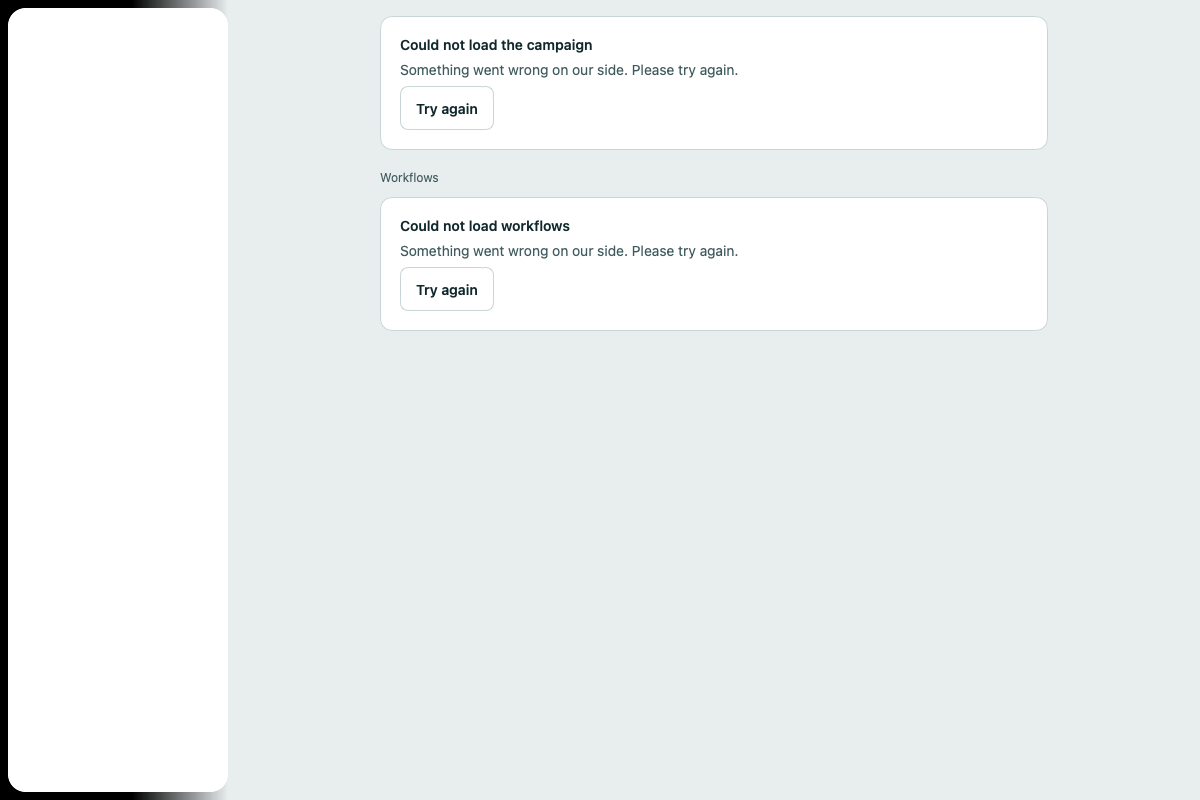 Could not load the campaign
Something went wrong on our side. Please try again.
Try again
Workflows
Could not load workflows
Something went wrong on our side. Please try again.
Try again